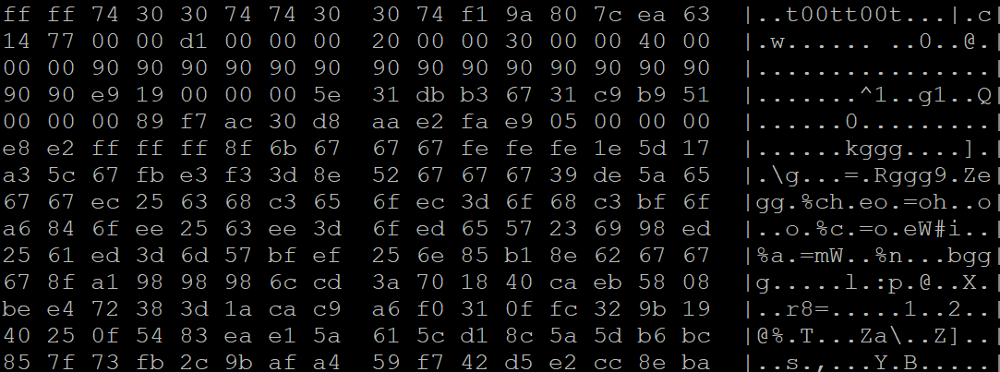 ff ff 74 30 30 74 74 30  30 74 f1 9a 80 7c ea 63  |..t00tt00t...|.c|
14 77 00 00 d1 00 00 00  20 00 00 30 00 00 40 00  |.w...... ..0..@.|
00 00 90 90 90 90 90 90  90 90 90 90 90 90 90 90  |................|
90 90 e9 19 00 00 00 5e  31 db b3 67 31 c9 b9 51  |.......^1..g1..Q|
00 00 00 89 f7 ac 30 d8  aa e2 fa e9 05 00 00 00  |......0.........|
e8 e2 ff ff ff 8f 6b 67  67 67 fe fe fe 1e 5d 17  |......kggg....].|
a3 5c 67 fb e3 f3 3d 8e  52 67 67 67 39 de 5a 65  |.\g...=.Rggg9.Ze|
67 67 ec 25 63 68 c3 65  6f ec 3d 6f 68 c3 bf 6f  |gg.%ch.eo.=oh..o|
a6 84 6f ee 25 63 ee 3d  6f ed 65 57 23 69 98 ed  |..o.%c.=o.eW#i..|
25 61 ed 3d 6d 57 bf ef  25 6e 85 b1 8e 62 67 67  |%a.=mW..%n...bgg|
67 8f a1 98 98 98 6c cd  3a 70 18 40 ca eb 58 08  |g.....l.:p.@..X.|
be e4 72 38 3d 1a ca c9  a6 f0 31 0f fc 32 9b 19  |..r8=.....1..2..|
40 25 0f 54 83 ea e1 5a  61 5c d1 8c 5a 5d b6 bc  |@%.T...Za\..Z]..|
85 7f 73 fb 2c 9b af a4  59 f7 42 d5 e2 cc 8e ba  |..s.,...Y.B.....|